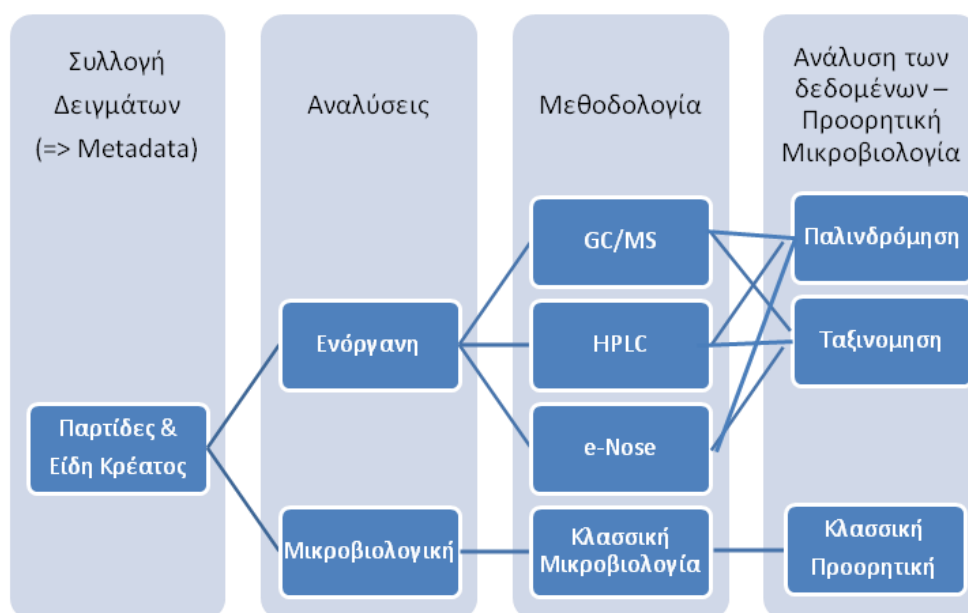 Συλλογή
Δειγμάτων
(=> Metadata)
Παρτίδες &
Είδη Κρέατος
Αναλύσεις
Ενόργανη
Μικροβιολογική
Μεθοδολογία
GC/MS
HPLC
e-Nose
Κλασσική
Μικροβιολογία
Ανάλυση των
δεδομένων –
Προορητική
Μικροβιολογία
Παλινδρόμηση
Ταξινομηση
Κλασσική
Προορητική